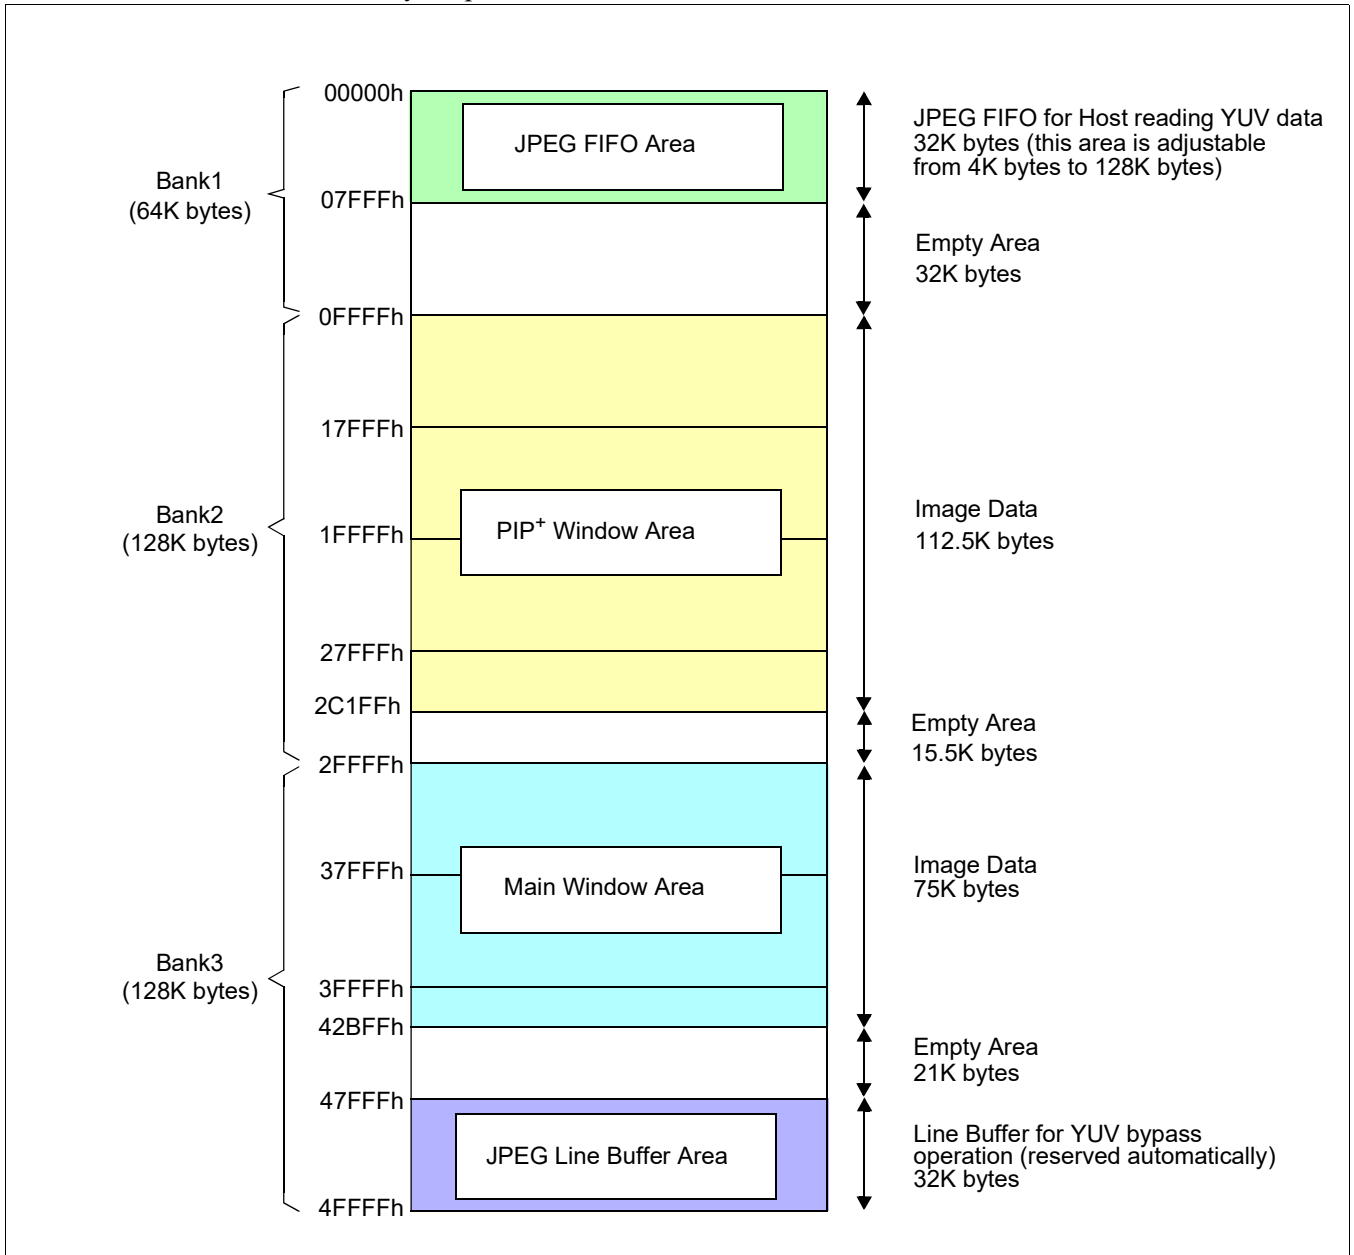 00000h
JPEG FIFO Area
JPEG FIFO for Host reading YUV data
32K bytes (this area is adjustable
from 4K bytes to 128K bytes)
Bank1
(64K bytes)
07FFFh
Empty Area
32K bytes
0FFFFh
17FFFh
Bank2
(128K bytes)
1FFFFh
PIP+ Window Area
Image Data
112.5K bytes
27FFFh
2C1FFh
Empty Area
15.5K bytes
2FFFFh
37FFFh
Main Window Area
Image Data
75K bytes
Bank3
(128K bytes)
3FFFFh
42BFFh
Empty Area
21K bytes
47FFFh
JPEG Line Buffer Area
Line Buffer for YUV bypass
operation (reserved automatically)
32K bytes
4FFFFh